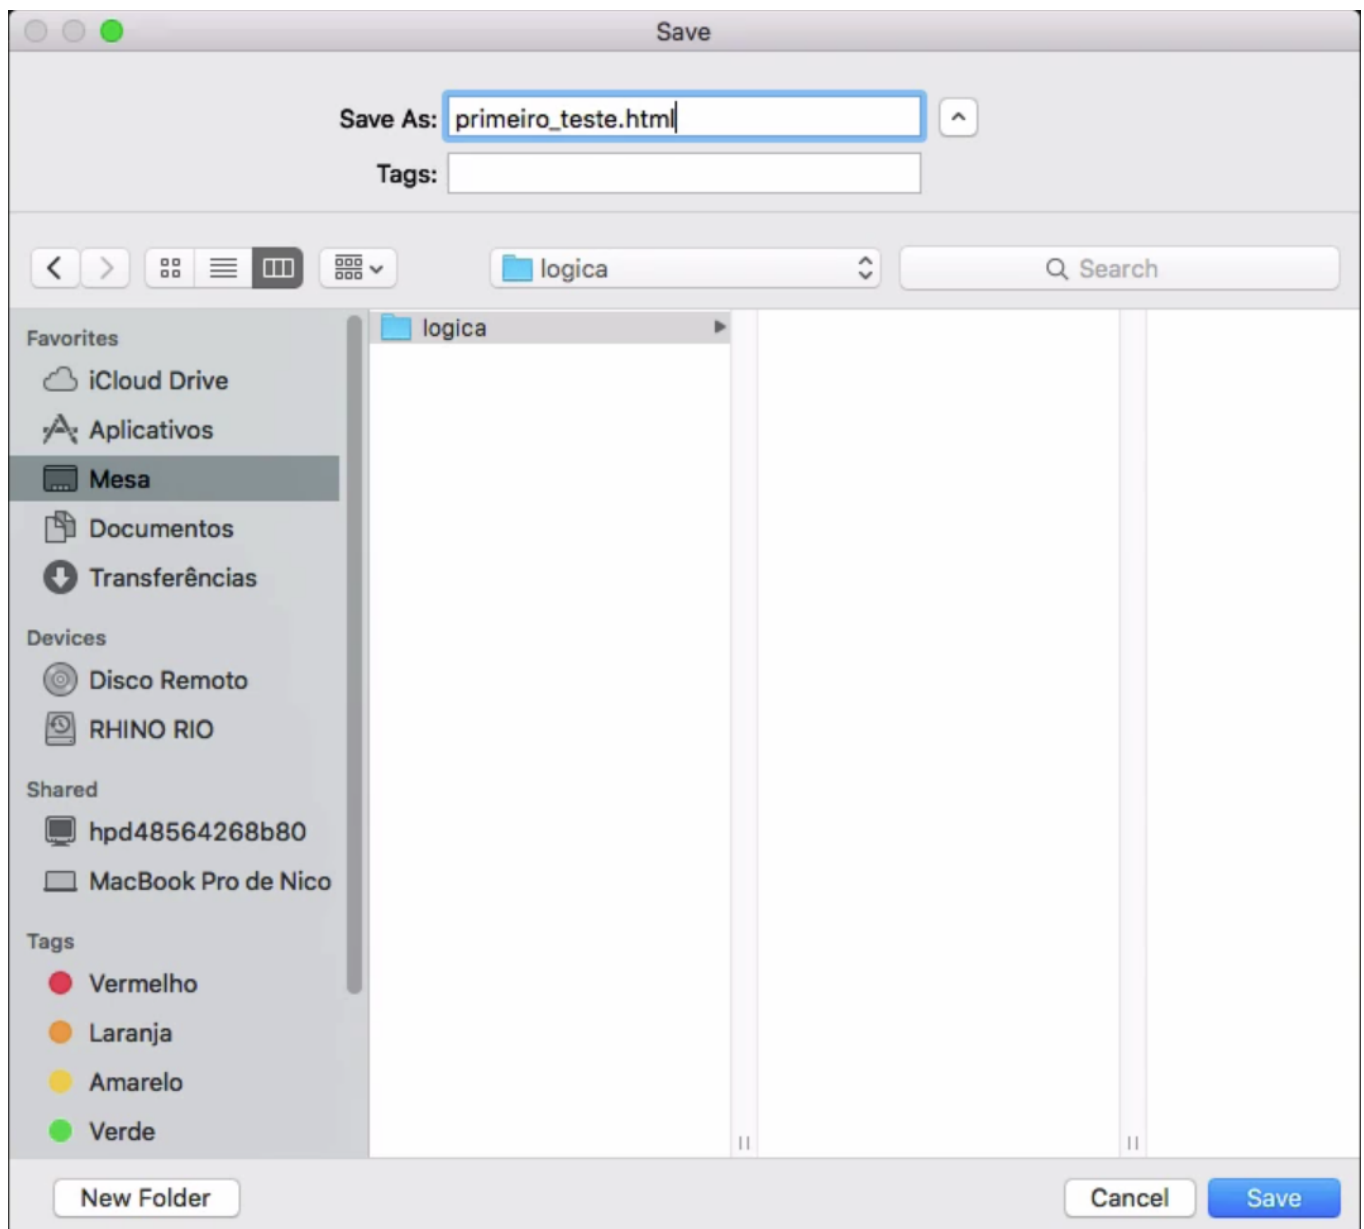 Save
Save As: primeiro_teste.html
Tags:
logica
Search
Favorites
iCloud Drive
Aplicativos
Mesa
Documentos
Transferências
Devices
Disco Remoto
RHINO RIO
Shared
hpd48564268b80
MacBook Pro de Nico
Tags
Vermelho
Laranja
Amarelo
Verde
logica
New Folder
Cancel
Save